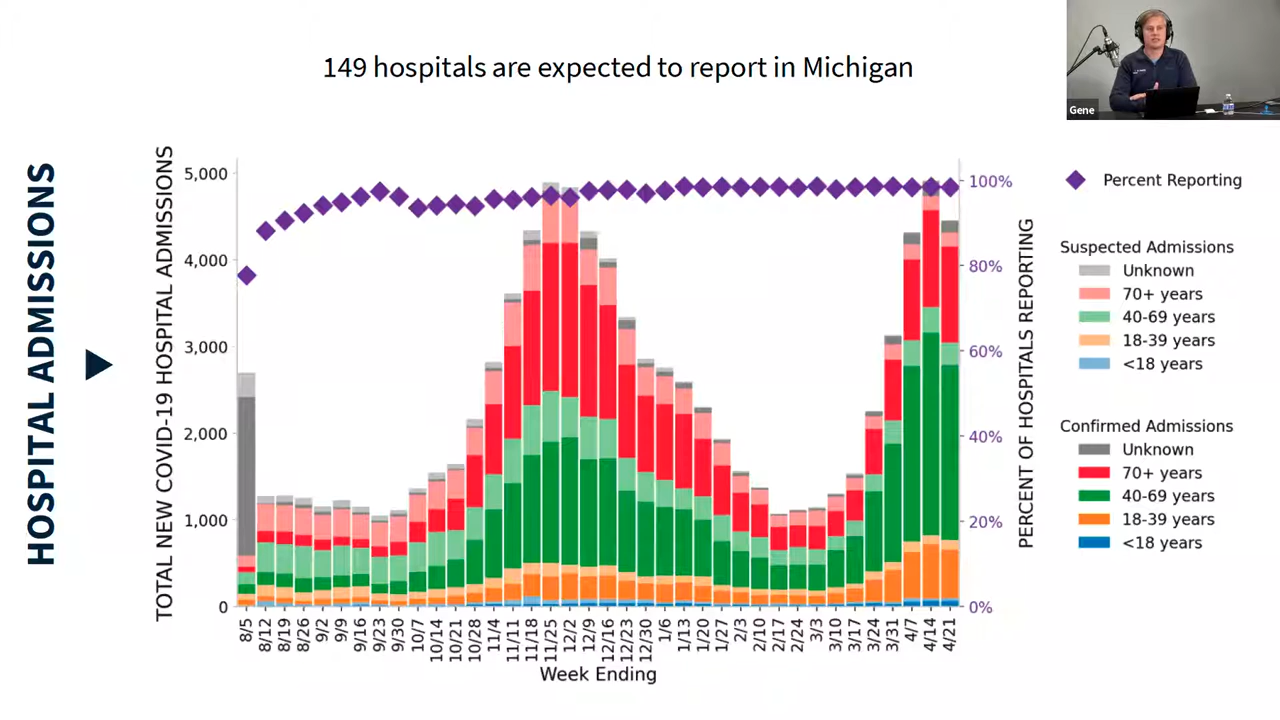 149 hospitals are expected to report in Michigan
Gene
HOSPITAL ADMISSIONS
TOTAL NEW COVID-19 HOSPITAL ADMISSIONS
5,000
4,000
3,000
2,000
1,000
0
100%
80%
60%
40%
20%
0%
PERCENT OF HOSPITALS REPORTING
8/5
8/12
8/19
8/26
9/2
9/9
9/16
9/23
9/30
10/7
10/14
10/21
10/28
11/4
11/11
11/18
11/25
12/2
12/9
12/16
12/23
12/30
1/6
1/13
1/20
1/27
2/3
2/10
2/17
2/24
3/3
3/10
3/17
3/24
3/31
4/7
4/14
4/21
Week Ending
Percent Reporting
Suspected Admissions
Unknown
70+ years
40-69 years
18-39 years
<18 years
Confirmed Admissions
Unknown
70+ years
40-69 years
18-39 years
<18 years